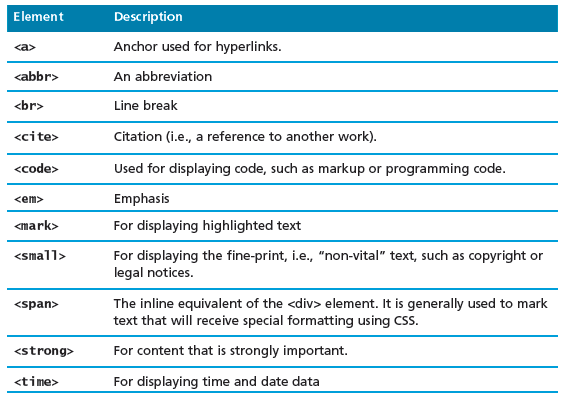 Element Description
<a> Anchor used for hyperlinks.
<abbr> An abbreviation
<br> Line break
<cite> Citation (i.e., a reference to another work).
<code> Used for displaying code, such as markup or programming code.
<em> Emphasis
<mark> For displaying highlighted text
<small> For displaying the fine-print, i.e., “non-vital” text, such as copyright or
legal notices.
<span> The inline equivalent of the <div> element. It is generally used to mark
text that will receive special formatting using CSS.
<strong> For content that is strongly important.
<time> For displaying time and date data